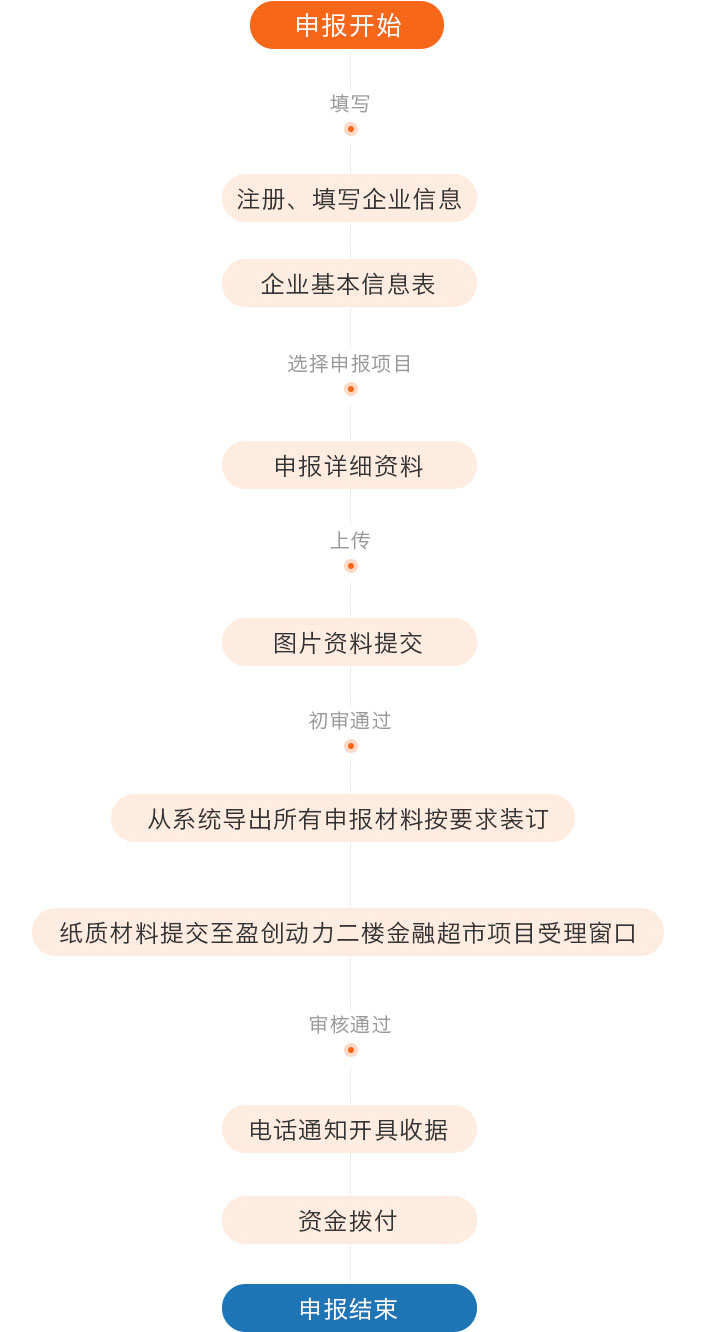 申报开始
填写
注册、填写企业信息
企业基本信息表
选择申报项目
申报详细资料
上传
图片资料提交
初审通过
从系统导出所有申报材料按要求装订
纸质材料提交至盈创动力二楼金融超市项目受理窗口
审核通过
电话通知开具收据
资金拨付
申报结束